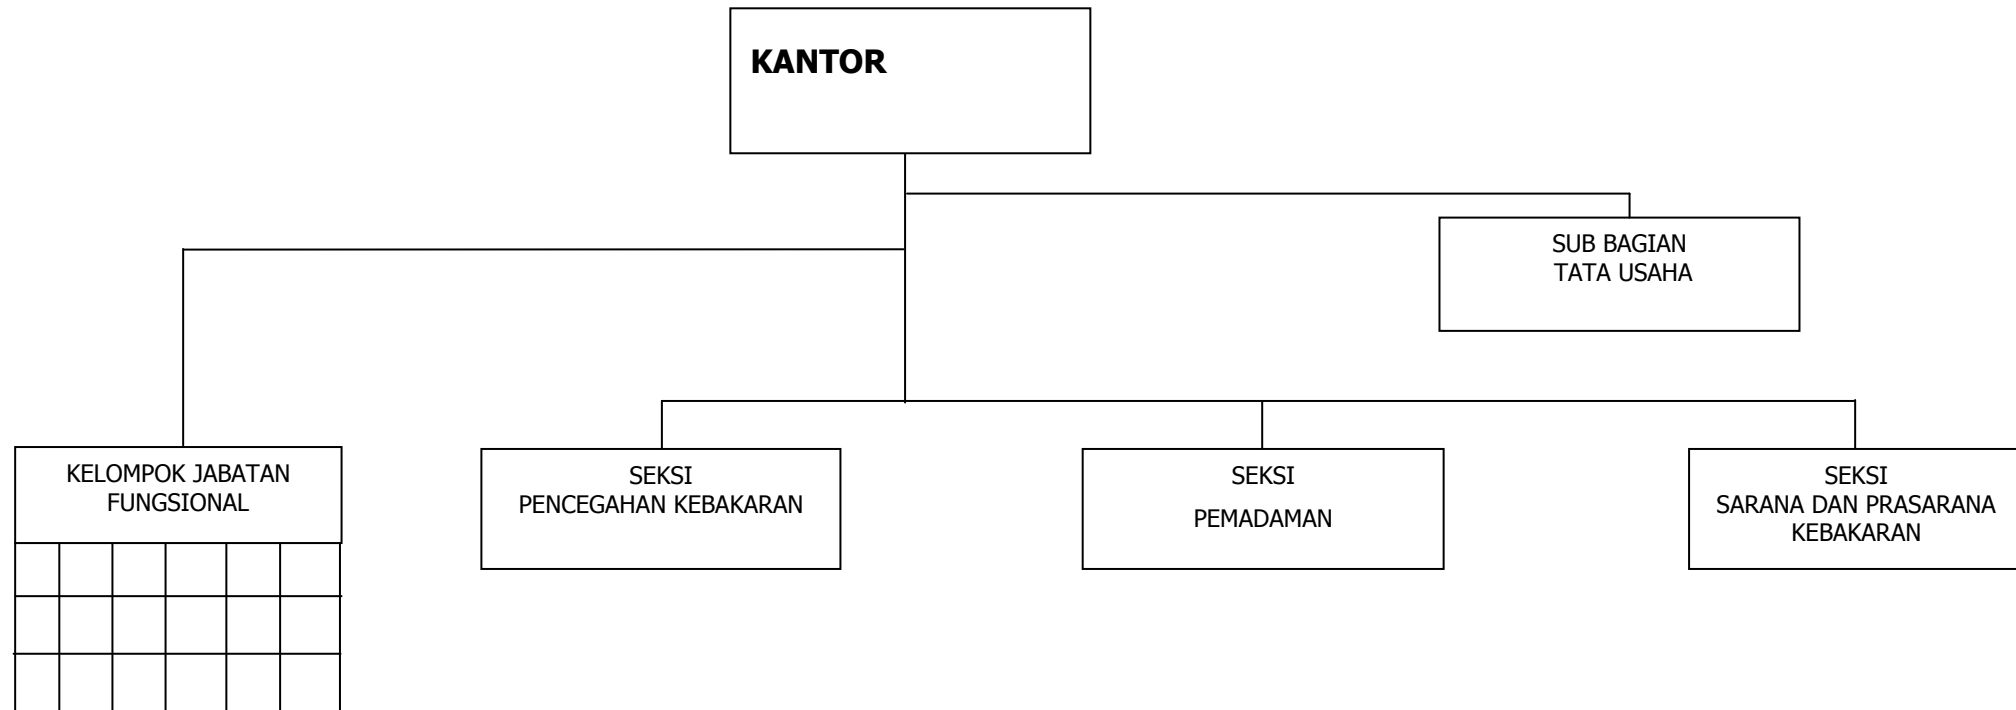 KANTOR
SUB BAGIAN
TATA USAHA
KELOMPOK JABATAN
FUNGSIONAL
SEKSI
PENCEGAHAN KEBAKARAN
SEKSI
PEMADAMAN
SEKSI
SARANA DAN PRASARANA
KEBAKARAN